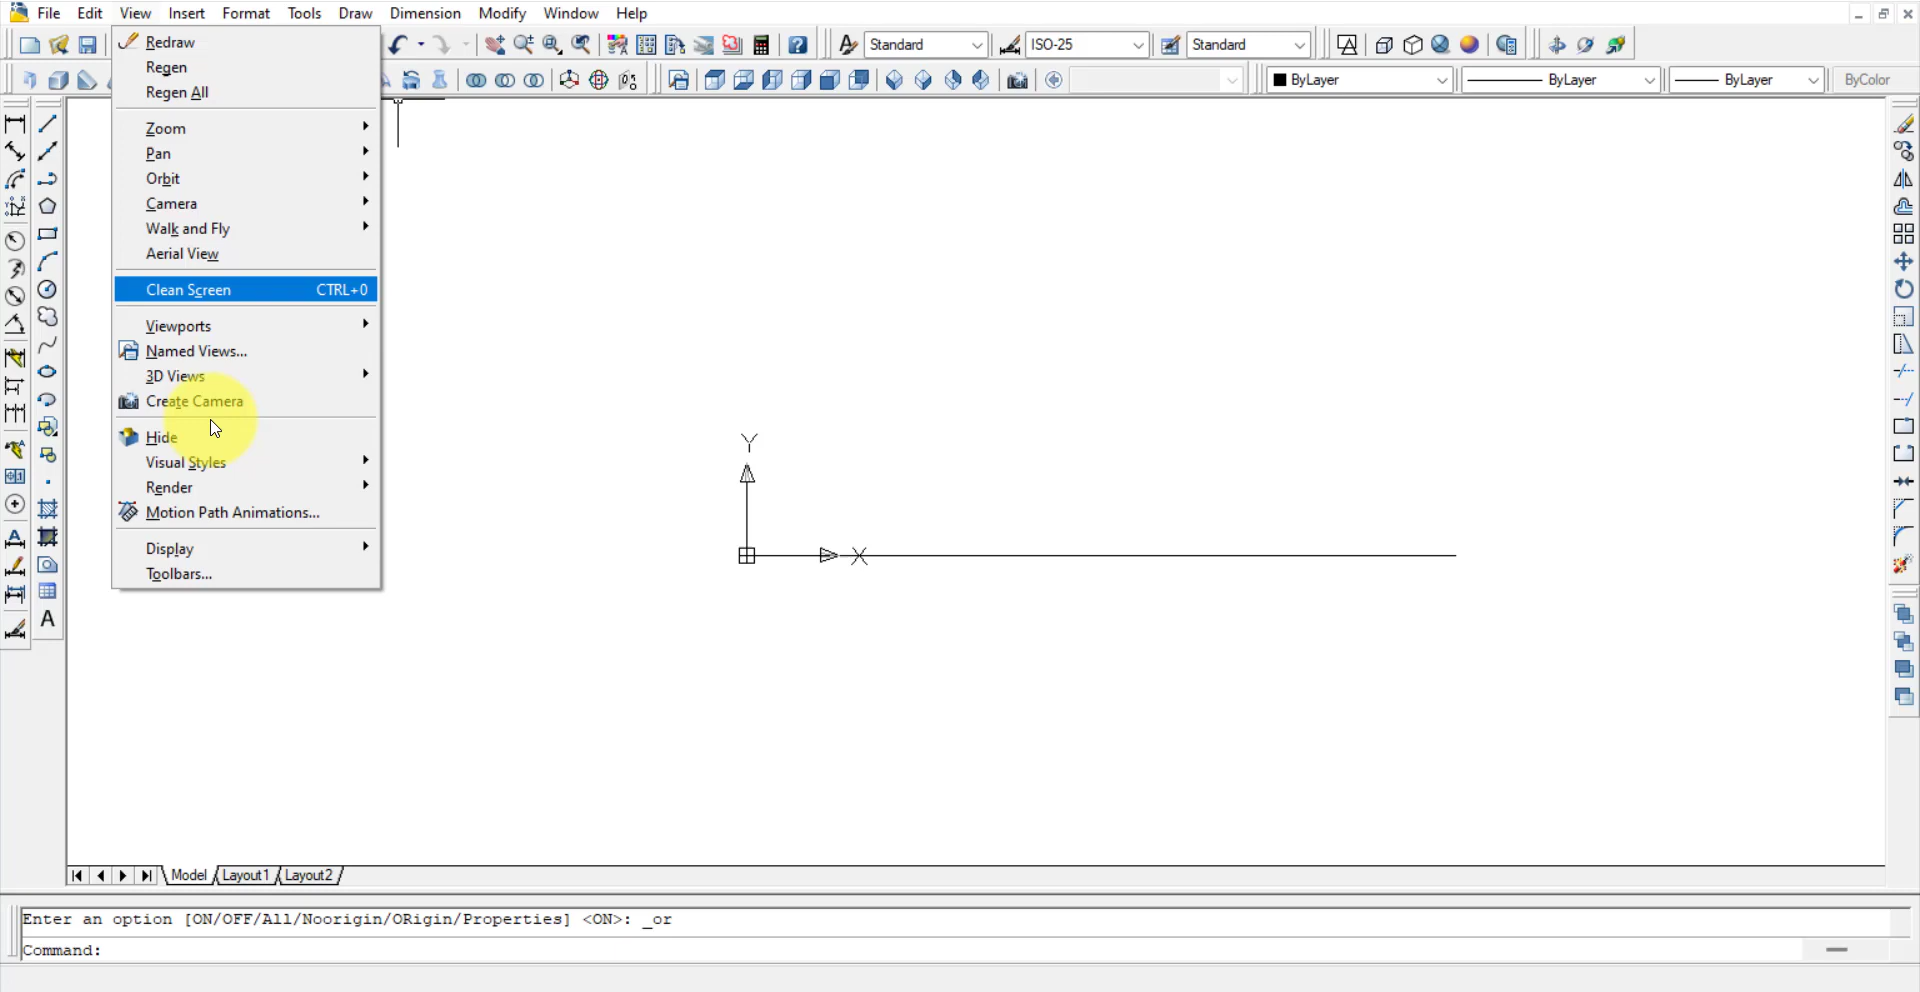 File Edit View Insert Format Tools Draw Dimension Modify Window Help
Standard ISO-25 Standard
ByLayer ByLayer ByLayer ByColor
Redraw
Regen
Regen All
Zoom
Pan
Orbit
Camera
Walk and Fly
Aerial View
Clean Screen CTRL+0
Viewports
Named Views...
3D Views
Create Camera
Hide
Visual Styles
Render
Motion Path Animations...
Display
Toolbars...
Y
X
A
Model Layout1 Layout2
Enter an option [ON/OFF/All/Noorigin/ORigin/Properties] <ON>: _or
Command: